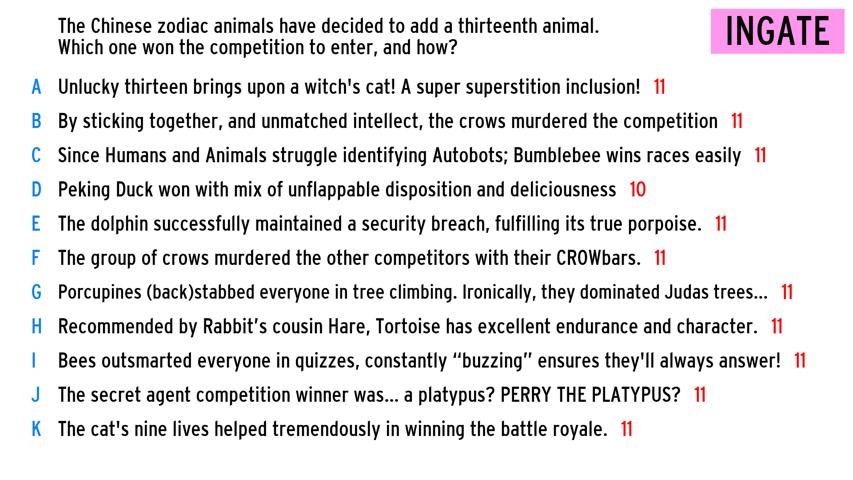 The Chinese zodiac animals have decided to add a thirteenth animal.
Which one won the competition to enter, and how?
INGATE
A Unlucky thirteen brings upon a witch's cat! A super superstition inclusion! 11
B By sticking together, and unmatched intellect, the crows murdered the competition 11
C Since Humans and Animals struggle identifying Autobots; Bumblebee wins races easily 11
D Peking Duck won with mix of unflappable disposition and deliciousness 10
E The dolphin successfully maintained a security breach, fulfilling its true porpoise. 11
F The group of crows murdered the other competitors with their CROWbars. 11
G Porcupines (back)stabbed everyone in tree climbing. Ironically, they dominated Judas trees... 11
H Recommended by Rabbit's cousin Hare, Tortoise has excellent endurance and character. 11
I Bees outsmarted everyone in quizzes, constantly “buzzing” ensures they'll always answer! 11
J The secret agent competition winner was... a platypus? PERRY THE PLATYPUS? 11
K The cat's nine lives helped tremendously in winning the battle royale. 11